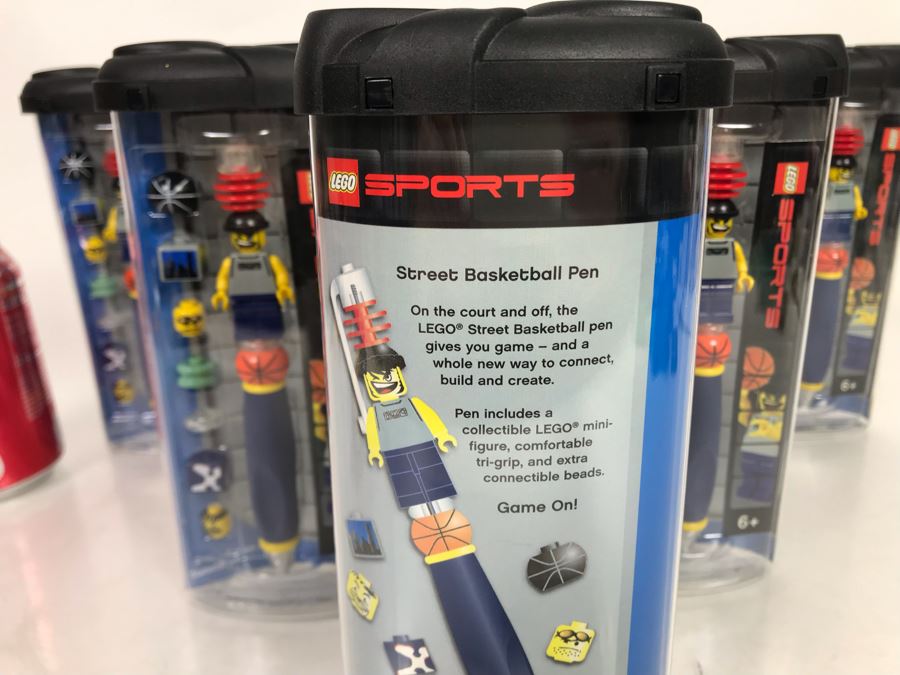 LEGO SPORTS
Street Basketball Pen
On the court and off, the
LEGO® Street Basketball pen
gives you game – and a
whole new way to connect,
build and create.
Pen includes a
collectible LEGO® mini-
figure, comfortable
tri-grip, and extra
connectible beads.
Game On!
LEGO SPORTS
6+
LEGO SPORTS
6+